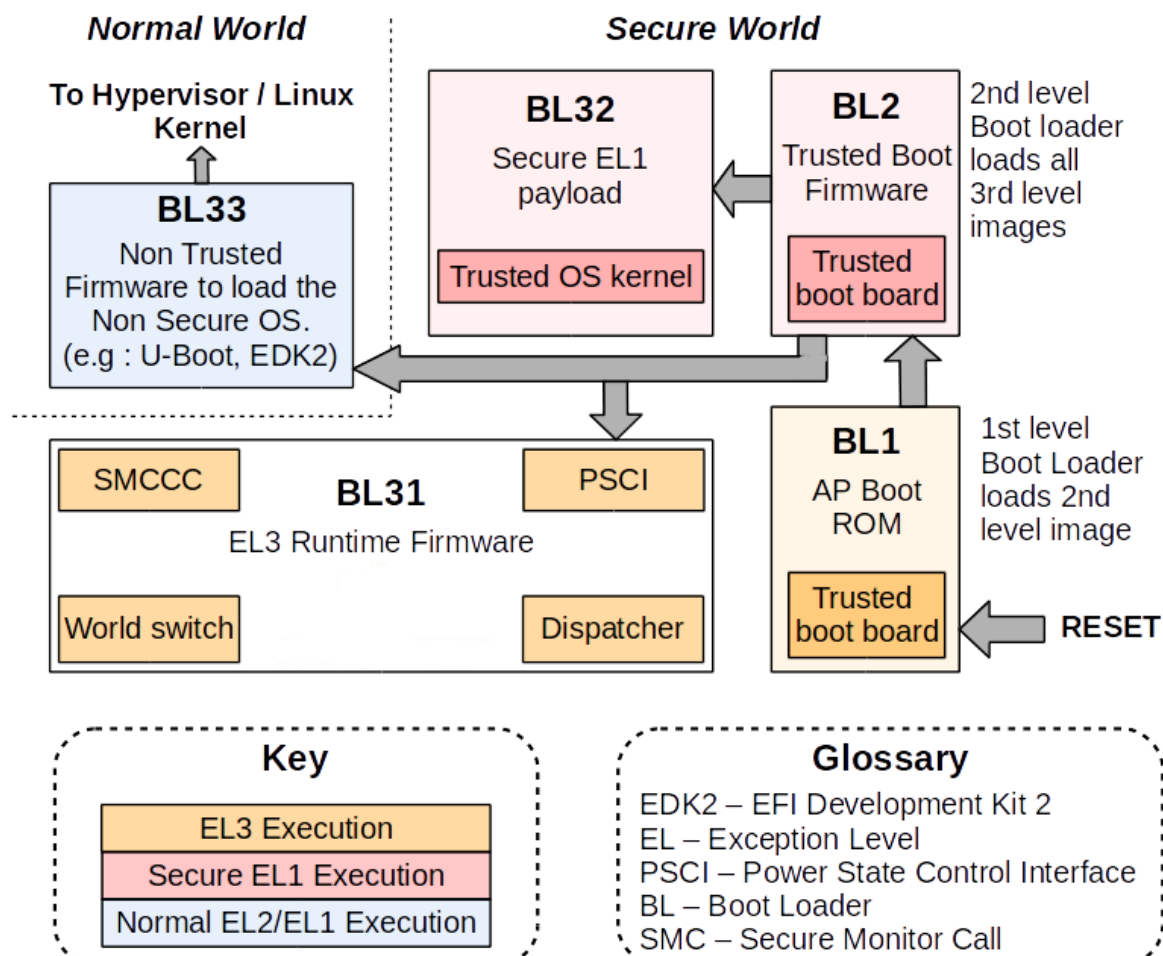 Normal World
Secure World
To Hypervisor / Linux
Kernel
BL33
Non Trusted
Firmware to load the
Non Secure OS.
(e.g : U-Boot, EDK2)
BL32
Secure EL1
payload
Trusted OS kernel
BL2
Trusted Boot
Firmware
Trusted
boot board
2nd level
Boot loader
loads all
3rd level
images
SMCCC
PSCI
BL31
EL3 Runtime Firmware
World switch
Dispatcher
BL1
AP Boot
ROM
Trusted
boot board
1st level
Boot Loader
loads 2nd
level image
RESET
Key
EL3 Execution
Secure EL1 Execution
Normal EL2/EL1 Execution
Glossary
EDK2 – EFI Development Kit 2
EL – Exception Level
PSCI – Power State Control Interface
BL – Boot Loader
SMC – Secure Monitor Call